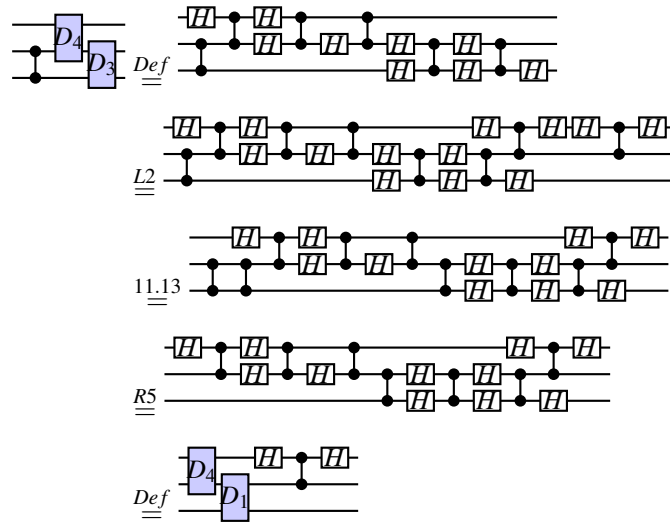 H H
D4 H H H H
D3 Def = H H H
H H H H H H
H H H H
L2 = H H H
H H H H
H H H H
11.13 = H H H
H H H H
H H H H
R5 = H H H
D4 H H
D1
Def =